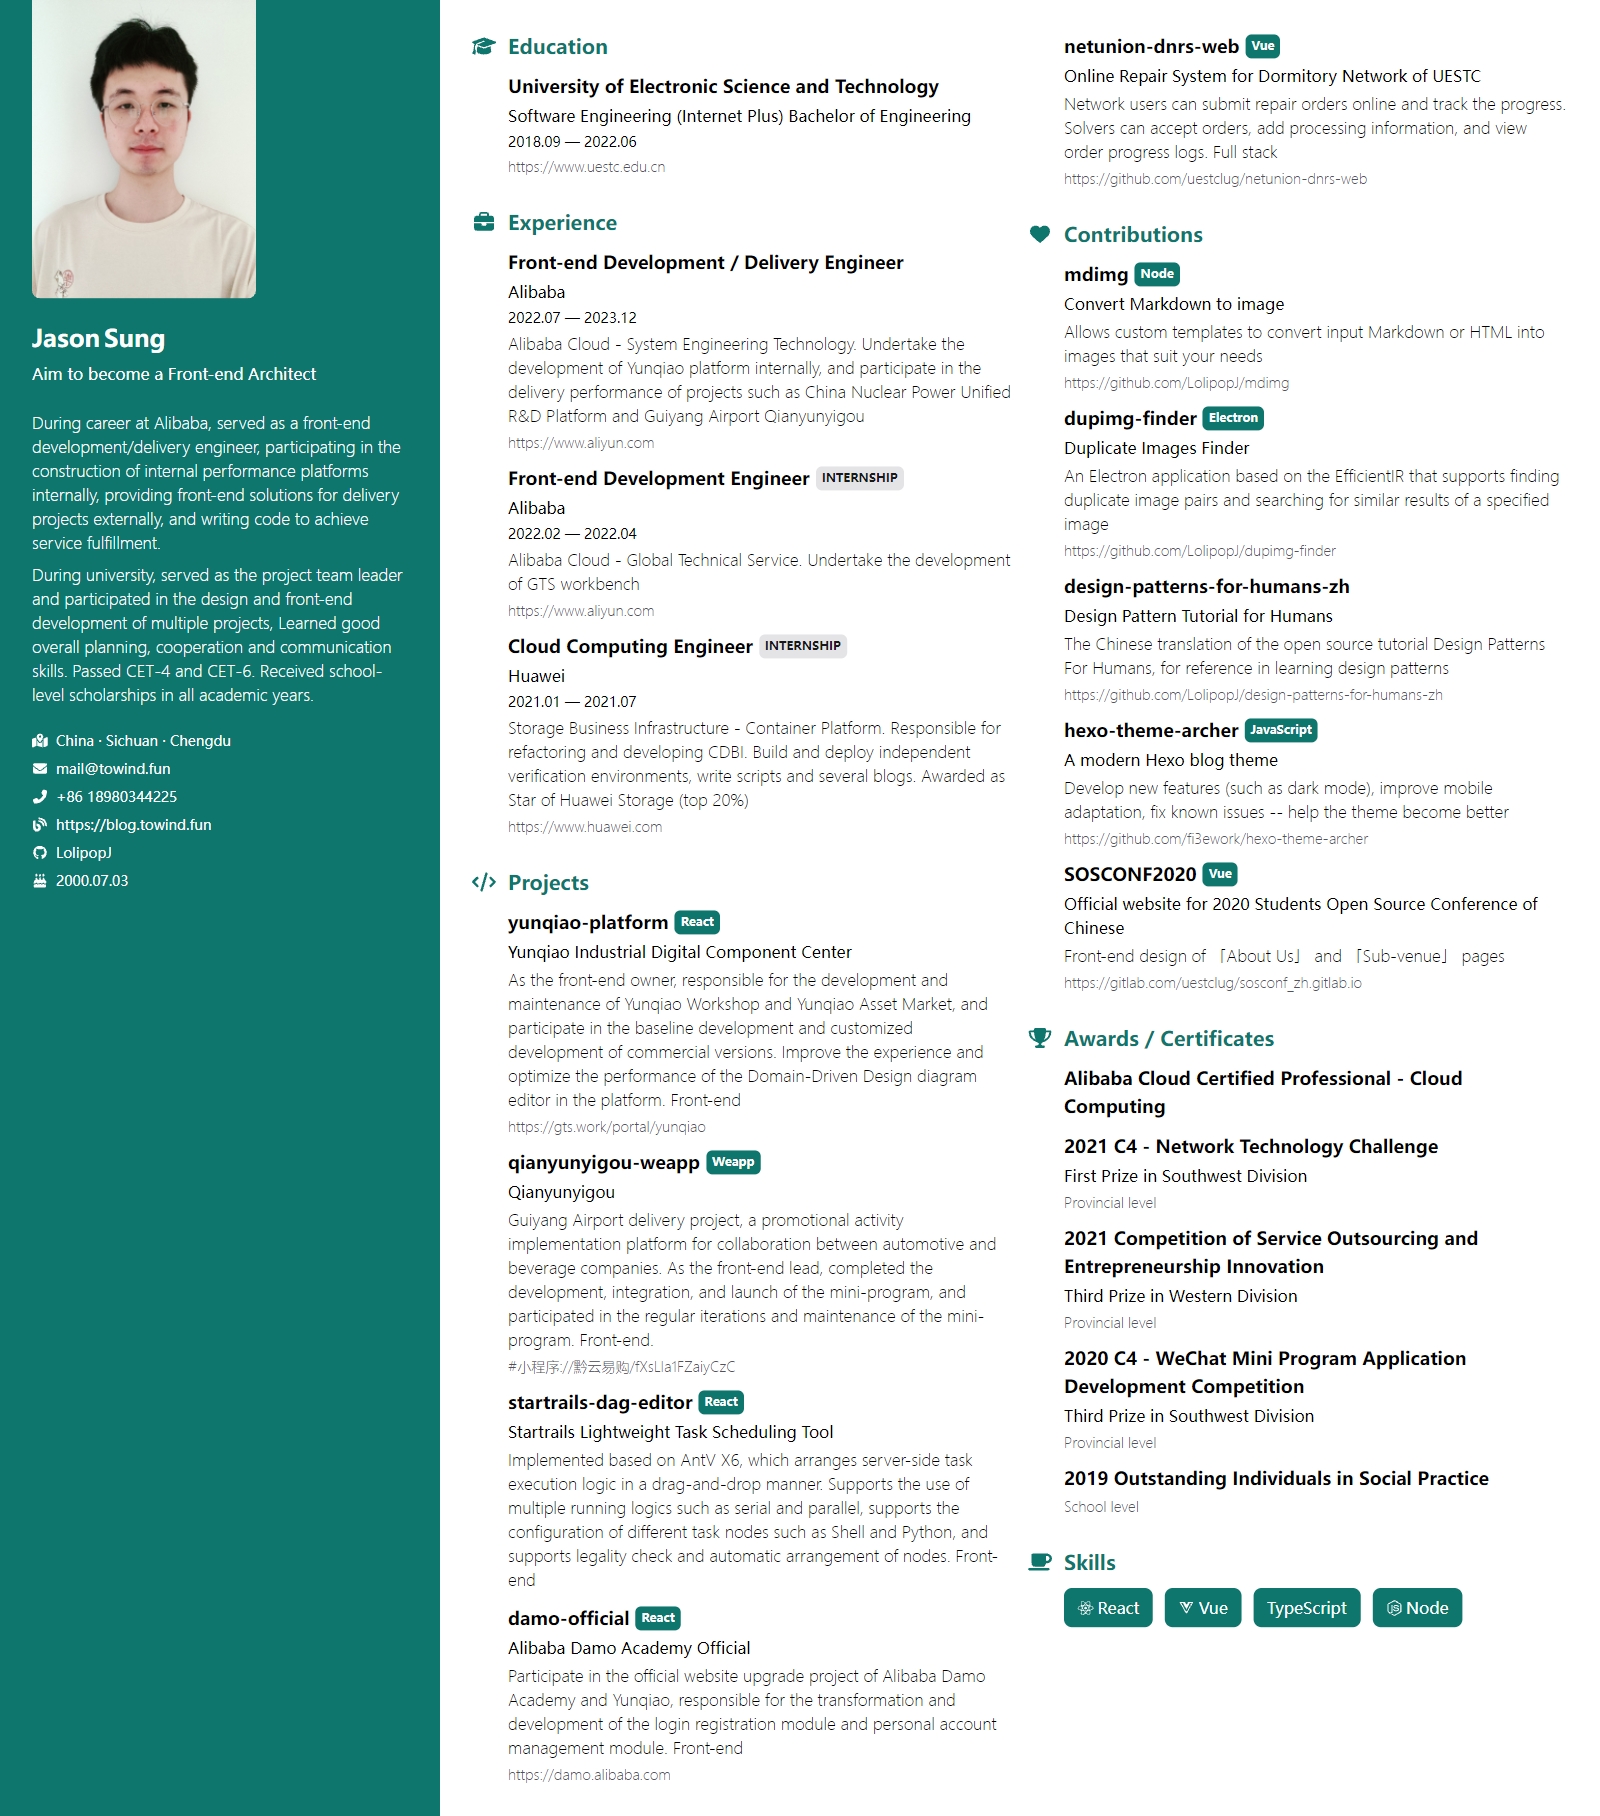 Jason Sung
Aim to become a Front-end Architect
During career at Alibaba, served as a front-end
development/delivery engineer, participating in the
construction of internal performance platforms
internally, providing front-end solutions for delivery
projects externally, and writing code to achieve
service fulfillment.
During university, served as the project team leader
and participated in the design and front-end
development of multiple projects, Learned good
overall planning, cooperation and communication
skills. Passed CET-4 and CET-6. Received school-
level scholarships in all academic years.
China · Sichuan · Chengdu
mail@towind.fun
+86 18980344225
https://blog.towind.fun
LolipopJ
2000.07.03
Education
University of Electronic Science and Technology
Software Engineering (Internet Plus) Bachelor of Engineering
2018.09 — 2022.06
https://www.uestc.edu.cn
Experience
Front-end Development / Delivery Engineer
Alibaba
2022.07 — 2023.12
Alibaba Cloud - System Engineering Technology. Undertake the
development of Yunqiao platform internally, and participate in the
delivery performance of projects such as China Nuclear Power Unified
R&D Platform and Guiyang Airport Qianyunyigou
https://www.aliyun.com
Front-end Development Engineer INTERNSHIP
Alibaba
2022.02 — 2022.04
Alibaba Cloud - Global Technical Service. Undertake the development
of GTS workbench
https://www.aliyun.com
Cloud Computing Engineer INTERNSHIP
Huawei
2021.01 — 2021.07
Storage Business Infrastructure - Container Platform. Responsible for
refactoring and developing CDBI. Build and deploy independent
verification environments, write scripts and several blogs. Awarded as
Star of Huawei Storage (top 20%)
https://www.huawei.com
Projects
yunqiao-platform React
Yunqiao Industrial Digital Component Center
As the front-end owner, responsible for the development and
maintenance of Yunqiao Workshop and Yunqiao Asset Market, and
participate in the baseline development and customized
development of commercial versions. Improve the experience and
optimize the performance of the Domain-Driven Design diagram
editor in the platform. Front-end
https://gts.work/portal/yunqiao
qianyunyigou-weapp Weapp
Qianyunyigou
Guiyang Airport delivery project, a promotional activity
implementation platform for collaboration between automotive and
beverage companies. As the front-end lead, completed the
development, integration, and launch of the mini-program, and
participated in the regular iterations and maintenance of the mini-
program. Front-end.
#小程序://黔云易购/fXsLIa1FZaiyCzC
startrails-dag-editor React
Startrails Lightweight Task Scheduling Tool
Implemented based on AntV X6, which arranges server-side task
execution logic in a drag-and-drop manner. Supports the use of
multiple running logics such as serial and parallel, supports the
configuration of different task nodes such as Shell and Python, and
supports legality check and automatic arrangement of nodes. Front-
end
damo-official React
Alibaba Damo Academy Official
Participate in the official website upgrade project of Alibaba Damo
Academy and Yunqiao, responsible for the transformation and
development of the login registration module and personal account
management module. Front-end
https://damo.alibaba.com
netunion-dnrs-web Vue
Online Repair System for Dormitory Network of UESTC
Network users can submit repair orders online and track the progress.
Solvers can accept orders, add processing information, and view
order progress logs. Full stack
https://github.com/uestclug/netunion-dnrs-web
Contributions
mdimg Node
Convert Markdown to image
Allows custom templates to convert input Markdown or HTML into
images that suit your needs
https://github.com/LolipopJ/mdimg
dupimg-finder Electron
Duplicate Images Finder
An Electron application based on the EfficientIR that supports finding
duplicate image pairs and searching for similar results of a specified
image
https://github.com/LolipopJ/dupimg-finder
design-patterns-for-humans-zh
Design Pattern Tutorial for Humans
The Chinese translation of the open source tutorial Design Patterns
For Humans, for reference in learning design patterns
https://github.com/LolipopJ/design-patterns-for-humans-zh
hexo-theme-archer JavaScript
A modern Hexo blog theme
Develop new features (such as dark mode), improve mobile
adaptation, fix known issues -- help the theme become better
https://github.com/fi3ework/hexo-theme-archer
SOSCONF2020 Vue
Official website for 2020 Students Open Source Conference of
Chinese
Front-end design of 「About Us」 and 「Sub-venue」 pages
https://gitlab.com/uestclug/sosconf_zh.gitlab.io
Awards / Certificates
Alibaba Cloud Certified Professional - Cloud
Computing
2021 C4 - Network Technology Challenge
First Prize in Southwest Division
Provincial level
2021 Competition of Service Outsourcing and
Entrepreneurship Innovation
Third Prize in Western Division
Provincial level
2020 C4 - WeChat Mini Program Application
Development Competition
Third Prize in Southwest Division
Provincial level
2019 Outstanding Individuals in Social Practice
School level
Skills
React Vue TypeScript Node